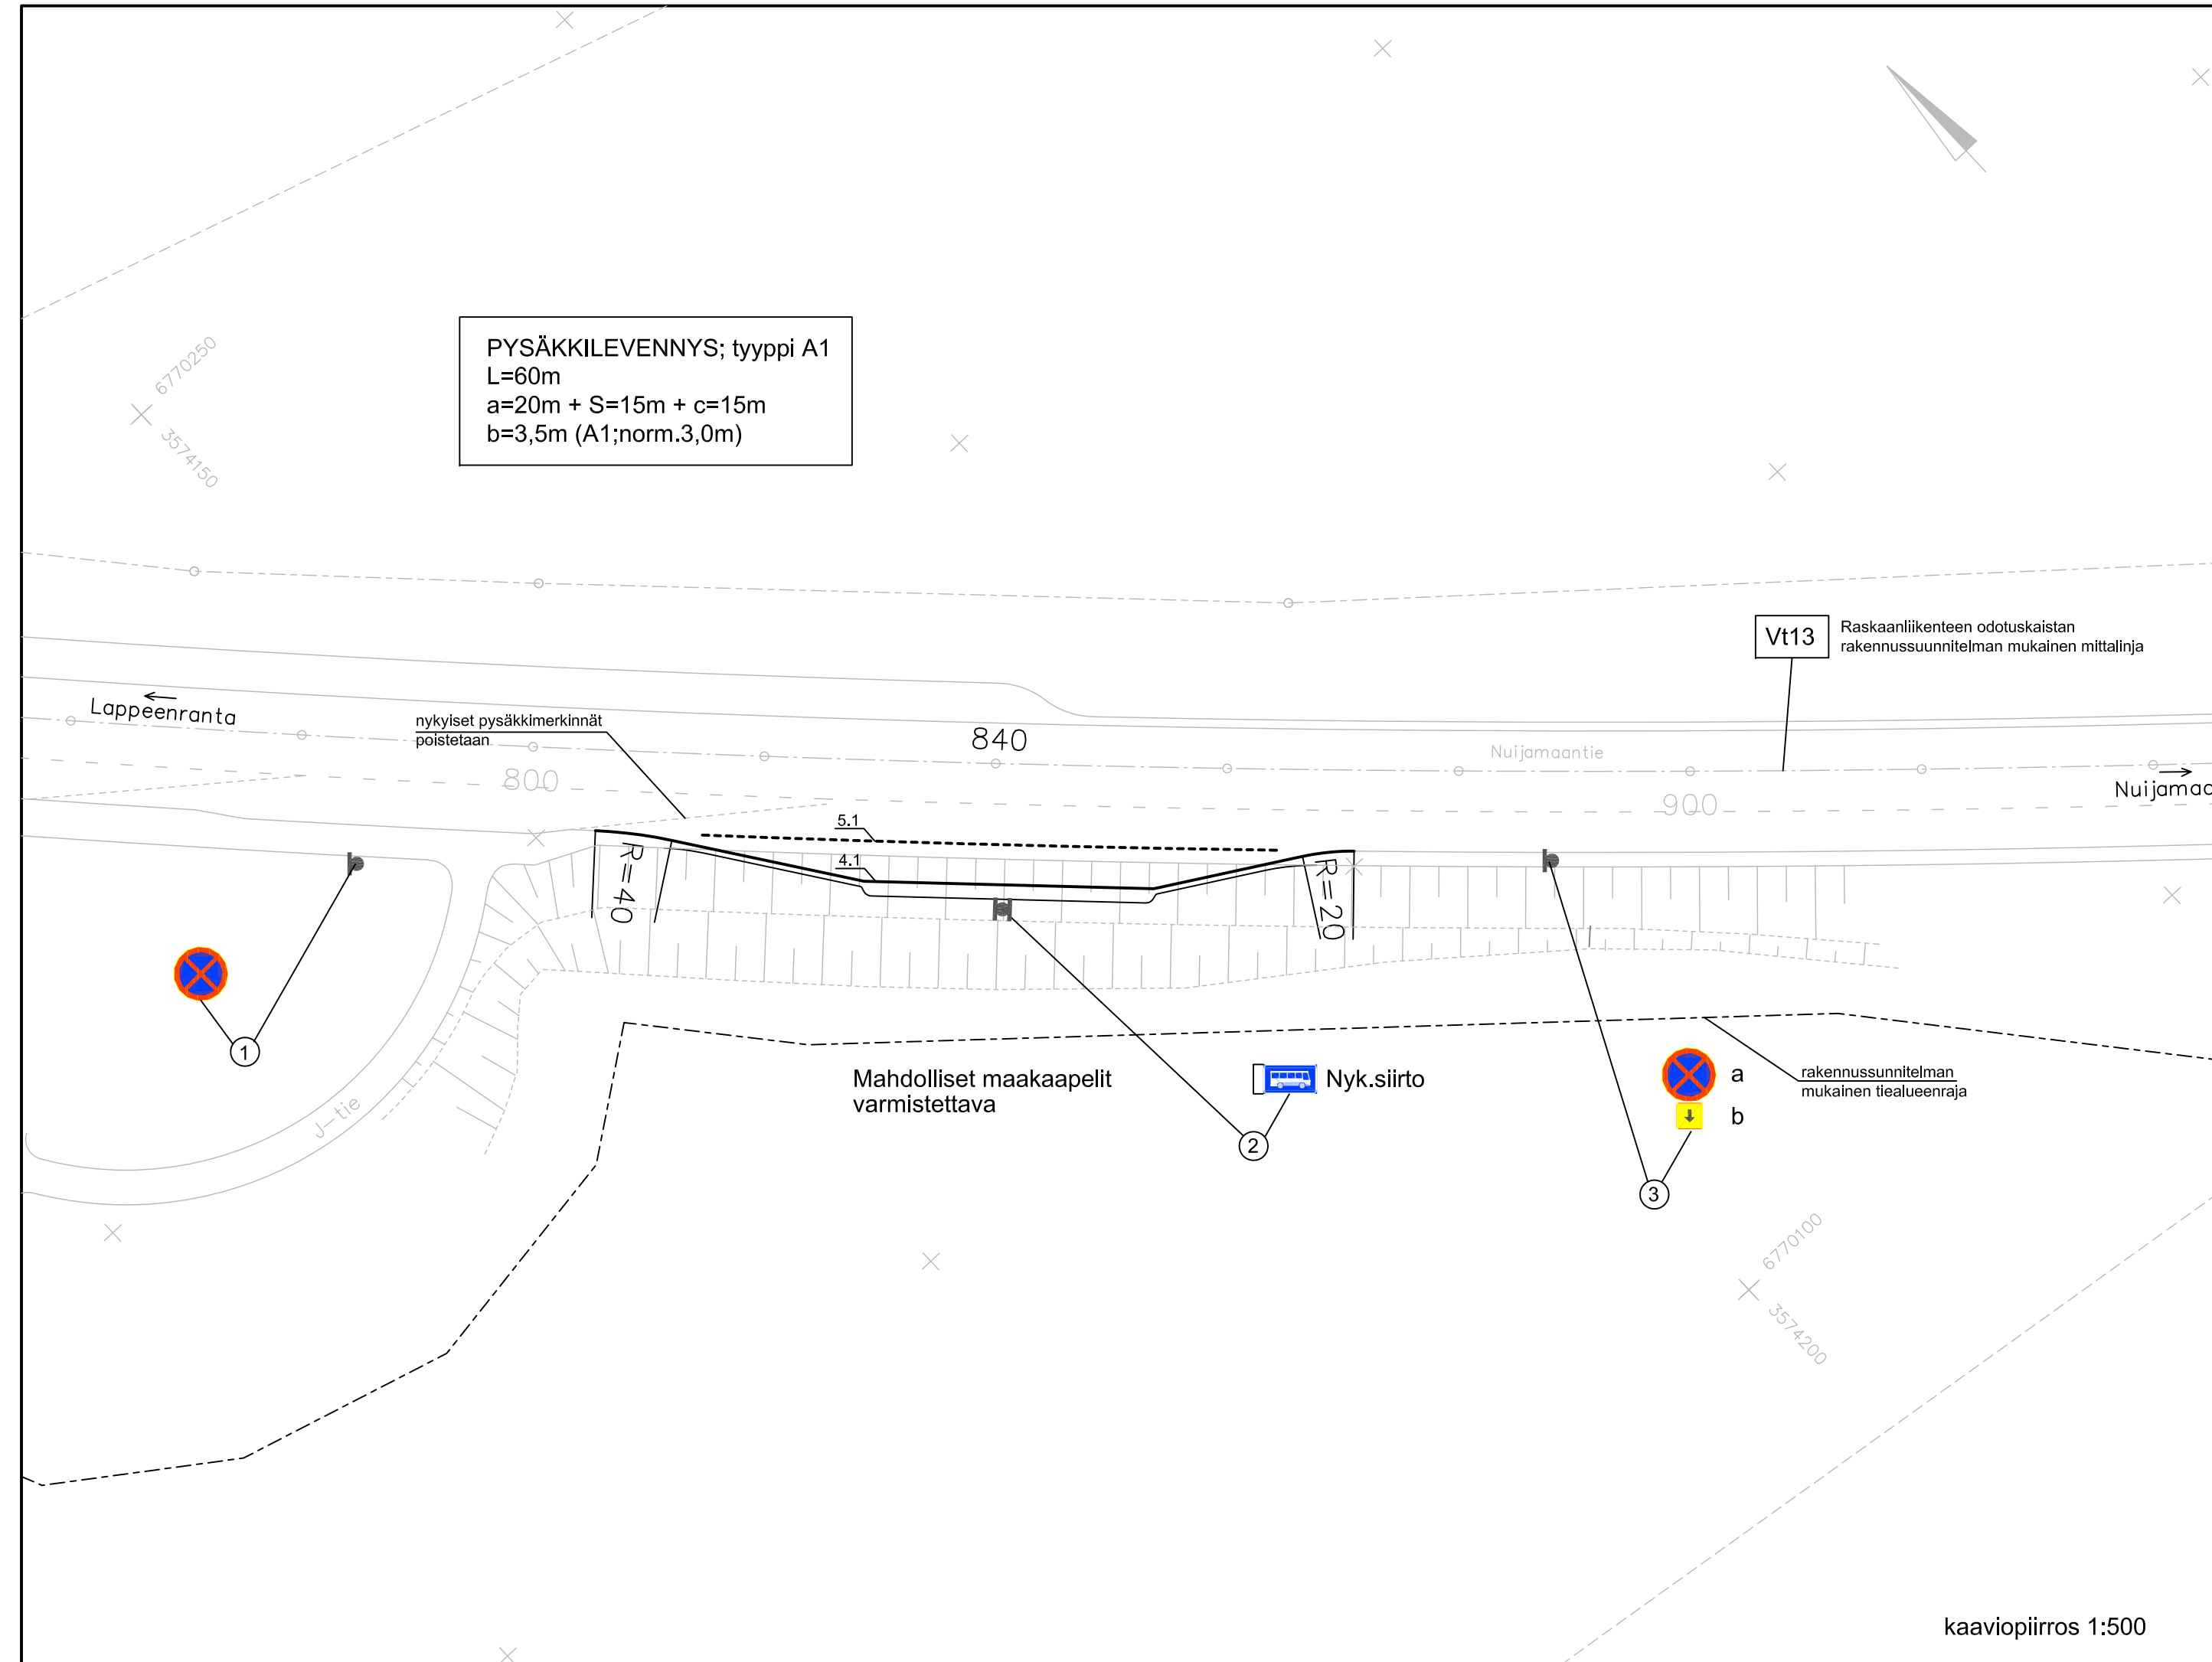 PYSÄKKILEVENNYS; tyyppi A1
L=60m
a=20m + S=15m + c=15m
b=3,5m (A1;norm.3,0m)
6770250
3574150
Vt13
Raskaanliikenteen odotuskaistan
rakennussuunnitelman mukainen mittalinja
Lappeenranta
nykyiset pysäkkimerkinnät
poistetaan
840
Nuijamaantie
800
900
Nuijamaa
5.1
4.1
R=40
R=20
1
J-tie
Mahdolliset maakaapelit
varmistettava
Nyk.siirto
2
a
b
3
rakennussunnitelman
mukainen tiealueenraja
6770100
3574200
kaaviopiirros 1:500